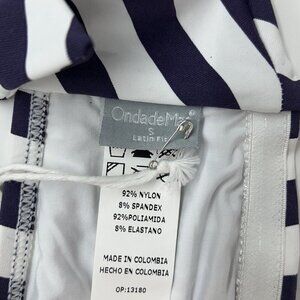 OndadeMar
S
Latin Fit
92% NYLON
8% SPANDEX
92%POLIAMIDA
8% ELASTANO
MADE IN COLOMBIA
HECHO EN COLOMBIA
OP:13180